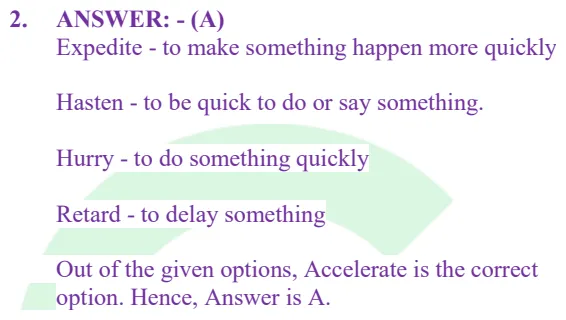 2. ANSWER: - (A)
Expedite - to make something happen more quickly
Hasten - to be quick to do or say something.
Hurry - to do something quickly
Retard - to delay something
Out of the given options, Accelerate is the correct
option. Hence, Answer is A.